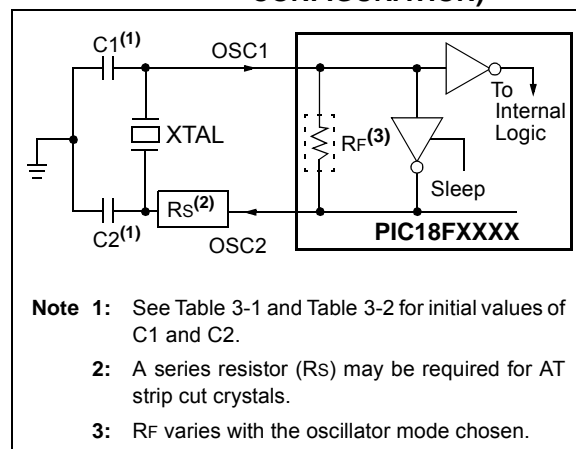 CONFIGURATION)
C1(1)
OSC1
To
Internal
Logic
XTAL
RF(3)
Sleep
RS(2)
C2(1)
OSC2
PIC18FXXXX
Note 1: See Table 3-1 and Table 3-2 for initial values of
C1 and C2.
2: A series resistor (RS) may be required for AT
strip cut crystals.
3: RF varies with the oscillator mode chosen.